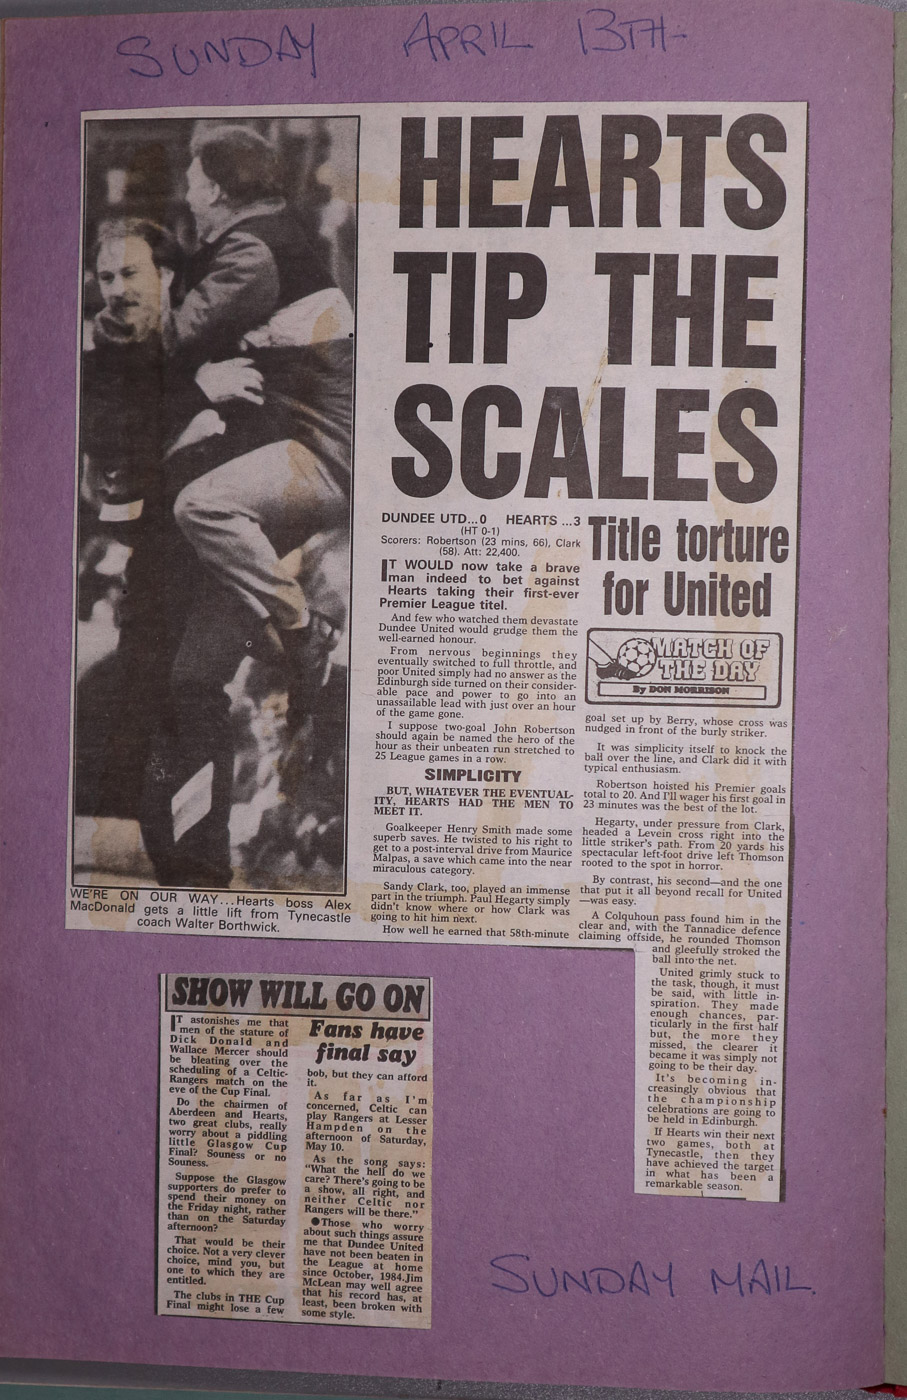 SUNDAY APRIL 13TH-
HEARTS
TIP THE
SCALES
DUNDEE UTD...0 HEARTS ...3
(HT 0-1)
Scorers: Robertson (23 mins, 66), Clark
(58). Att: 22,400.
IT WOULD now take a brave
man indeed to bet against
Hearts taking their first-ever
Premier League titel.
And few who watched them devastate
Dundee United would grudge them the
well-earned honour.
From nervous beginnings they
eventually switched to full throttle, and
poor United simply had no answer as the
Edinburgh side turned on their consider-
able pace and power to go into an
unassailable lead with just over an hour
of the game gone.
I suppose two-goal John Robertson
should again be named the hero of the
hour as their unbeaten run stretched to
25 League games in a row.
SIMPLICITY
BUT, WHATEVER THE EVENTUAL-
ITY, HEARTS HAD THE MEN TO
MEET IT.
Goalkeeper Henry Smith made some
superb saves. He twisted to his right to
get to a post-interval drive from Maurice
Malpas, a save which came into the near
miraculous category.
Sandy Clark, too, played an immense
part in the triumph. Paul Hegarty simply
didn't know where or how Clark was
going to hit him next.
How well he earned that 58th-minute
Title torture
for United
MATCH OF
THE DAY
By DON MORRISON
goal set up by Berry, whose cross was
nudged in front of the burly striker.
It was simplicity itself to knock the
ball over the line, and Clark did it with
typical enthusiasm.
Robertson hoisted his Premier goals
total to 20. And I'll wager his first goal in
23 minutes was the best of the lot.
Hegarty, under pressure from Clark,
headed a Levein cross right into the
little striker's path. From 20 yards his
spectacular left-foot drive left Thomson
rooted to the spot in horror.
By contrast, his second—and the one
that put it all beyond recall for United
—was easy.
A Colquhoun pass found him in the
clear and, with the Tannadice defence
claiming offside, he rounded Thomson
and gleefully stroked the
ball into the net.
United grimly stuck to
the task, though, it must
be said, with little in-
spiration. They made
enough chances, par-
ticularly in the first half
but, the more they
missed, the clearer it
became it was simply not
going to be their day.
It's becoming in-
creasingly obvious that
the championship
celebrations are going to
be held in Edinburgh.
If Hearts win their next
two games, both at
Tynecastle, then they
have achieved the target
in what has been a
remarkable season.
WE'RE ON OUR WAY...Hearts boss Alex
MacDonald gets a little lift from Tynecastle
coach Walter Borthwick.
SHOW WILL GO ON
IT astonishes me that
men of the stature of
Dick Donald and
Wallace Mercer should
be bleating over the
scheduling of a Celtic-
Rangers match on the
eve of the Cup Final.
Do the chairmen of
Aberdeen and Hearts,
two great clubs, really
worry about a piddling
little Glasgow Cup
Final? Souness or no
Souness.
Suppose the Glasgow
supporters do prefer to
spend their money on
the Friday night, rather
than on the Saturday
afternoon?
That would be their
choice. Not a very clever
choice, mind you, but
one to which they are
entitled.
The clubs in THE Cup
Final might lose a few
Fans have
final say
bob, but they can afford
it.
As far as I'm
concerned, Celtic can
play Rangers at Lesser
Hampden on the
afternoon of Saturday,
May 10.
As the song says:
"What the hell do we
care? There's going to be
a show, all right, and
neither Celtic nor
Rangers will be there."
●Those who worry
about such things assure
me that Dundee United
have not been beaten in
the League at home
since October, 1984.Jim
McLean may well agree
that his record has, at
least, been broken with
some style.
SUNDAY MAIL.